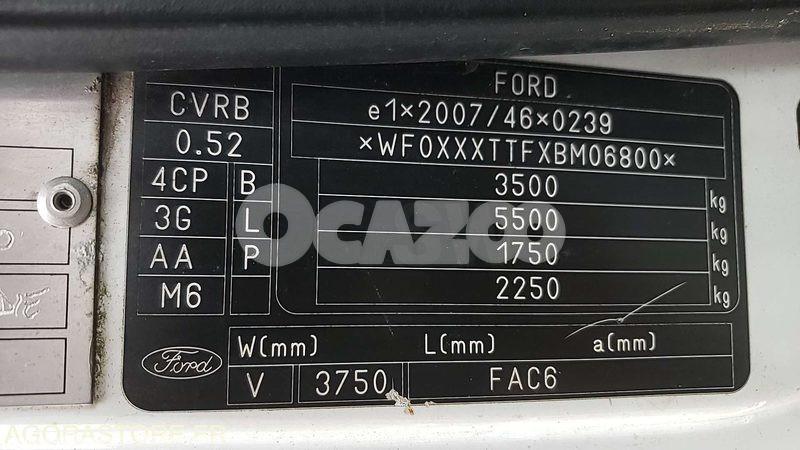 FORD
CVRB e1×2007/46×0239
0.52 ×WF0XXXTTFXBM06800×
4CP B 3500 kg
3G L 5500 kg
AA P 1750 kg
M6 2250 kg
OCAZOO
Ford W(mm) L(mm) a(mm)
V 3750 FAC6
AGORASTORE.FR